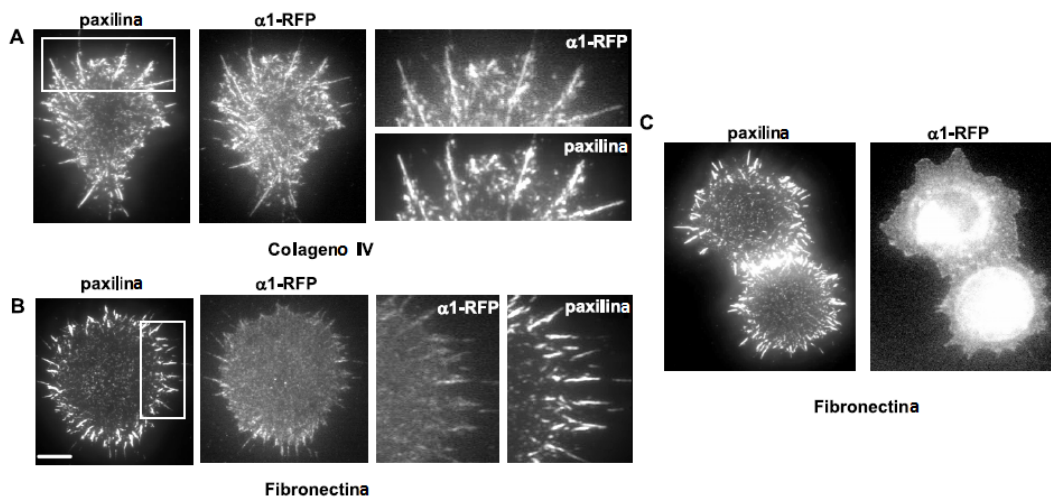 A
paxilina
α1-RFP
α1-RFP
paxilina
Colageno IV
B
paxilina
α1-RFP
α1-RFP
paxilina
Fibronectina
C
paxilina
α1-RFP
Fibronectina